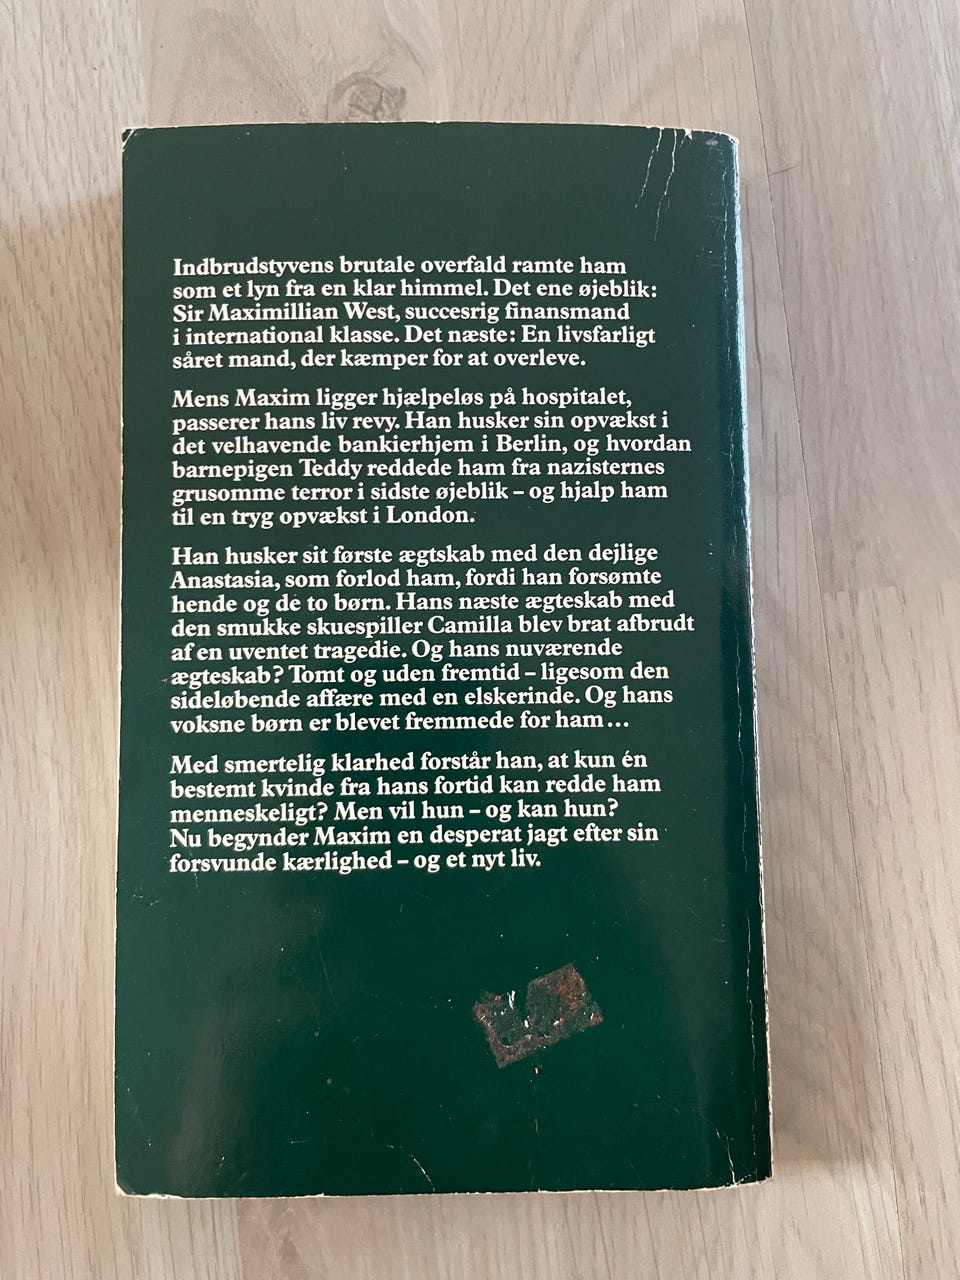 Indbrudstyvens brutale overfald ramte ham
som et lyn fra en klar himmel. Det ene øjeblik:
Sir Maximillian West, succesrig finansmand
i international klasse. Det næste: En livsfarligt
såret mand, der kæmper for at overleve.
Mens Maxim ligger hjælpeløs på hospitalet,
passerer hans liv revy. Han husker sin opvækst i
det velhavende bankierhjem i Berlin, og hvordan
barnepigen Teddy reddede ham fra nazisternes
grusomme terror i sidste øjeblik – og hjalp ham
til en tryg opvækst i London.
Han husker sit første ægtskab med den dejlige
Anastasia, som forlod ham, fordi han forsømte
hende og de to børn. Hans næste ægteskab med
den smukke skuespiller Camilla blev brat afbrudt
af en uventet tragedie. Og hans nuværende
ægteskab? Tomt og uden fremtid – ligesom den
sideløbende affære med en elskerinde. Og hans
voksne børn er blevet fremmede for ham...
Med smertelig klarhed forstår han, at kun én
bestemt kvinde fra hans fortid kan redde ham
menneskeligt? Men vil hun – og kan hun?
Nu begynder Maxim en desperat jagt efter sin
forsvunde kærlighed – og et nyt liv.